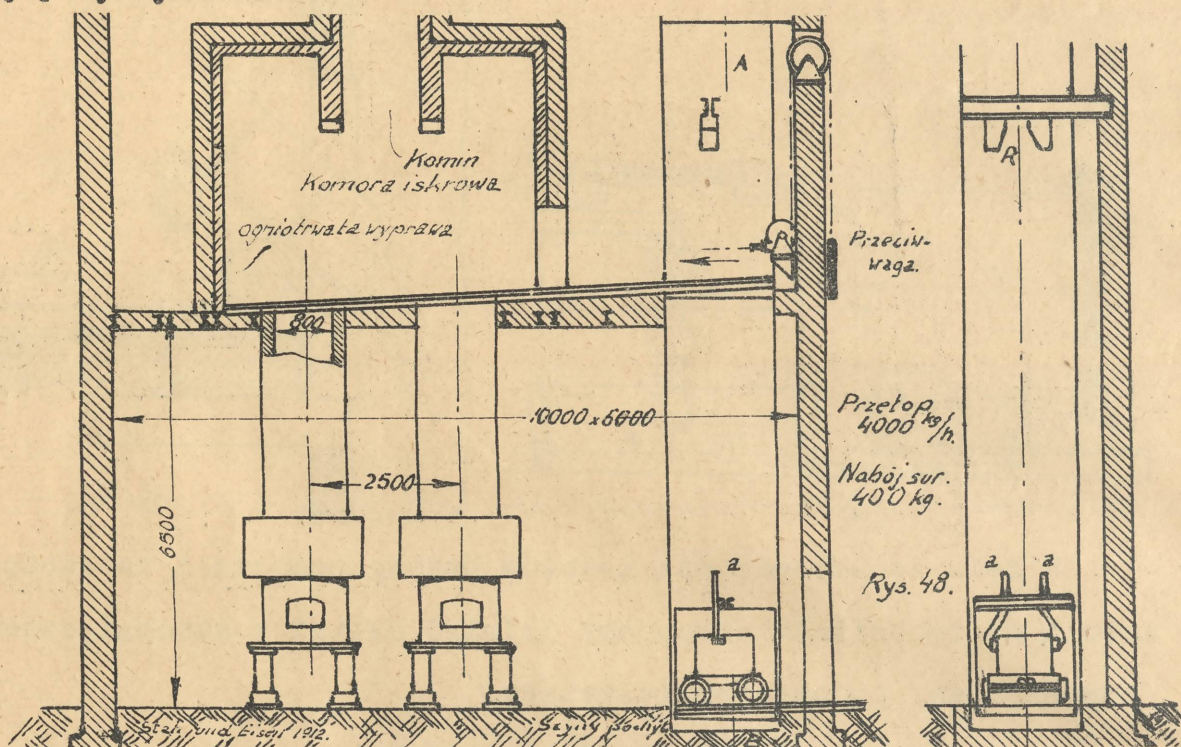 A
Komin
Komora iskrowa
ogniotrwała wyprawa
R
Przeciw-
waga.
800
10000 x 5000
Przetop
4000 kg/h.
2500
Nabój sur.
400 kg.
6500
a
Rys. 48.
a a
Stahl und Eisen 1912.
Szyny